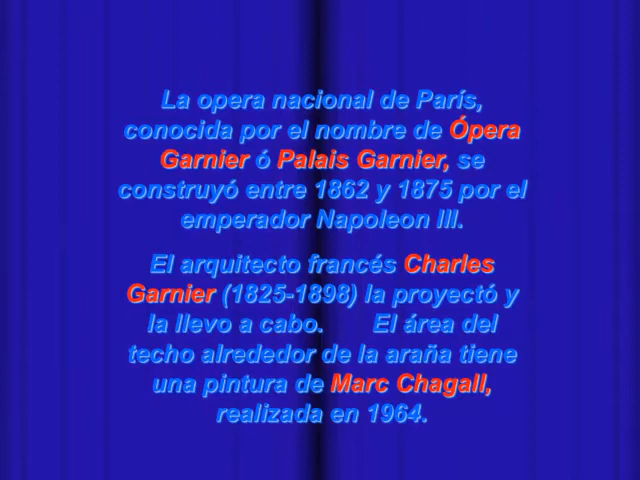 La opera nacional de París,
conocida por el nombre de Ópera
Garnier ó Palais Garnier, se
construyó entre 1862 y 1875 por el
emperador Napoleon III.
El arquitecto francés Charles
Garnier (1825-1898) la proyectó y
la llevo a cabo. El área del
techo alrededor de la araña tiene
una pintura de Marc Chagall,
realizada en 1964.